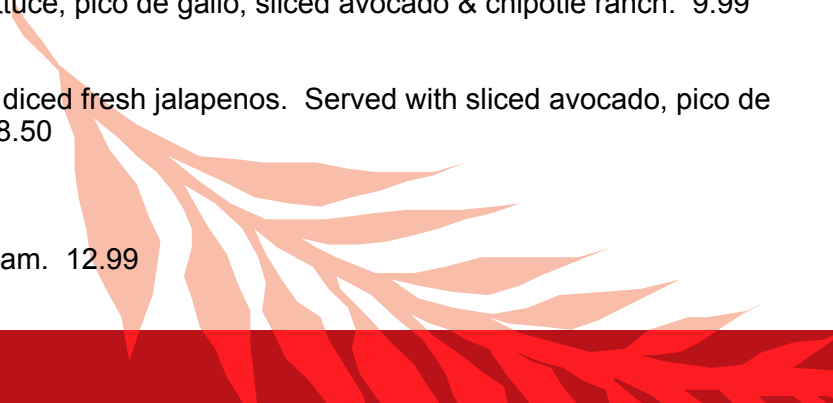 ttuce, pico de gallo, sliced avocado & chipotle ranch.  9.99
diced fresh jalapenos.  Served with sliced avocado, pico de
8.50
am.  12.99